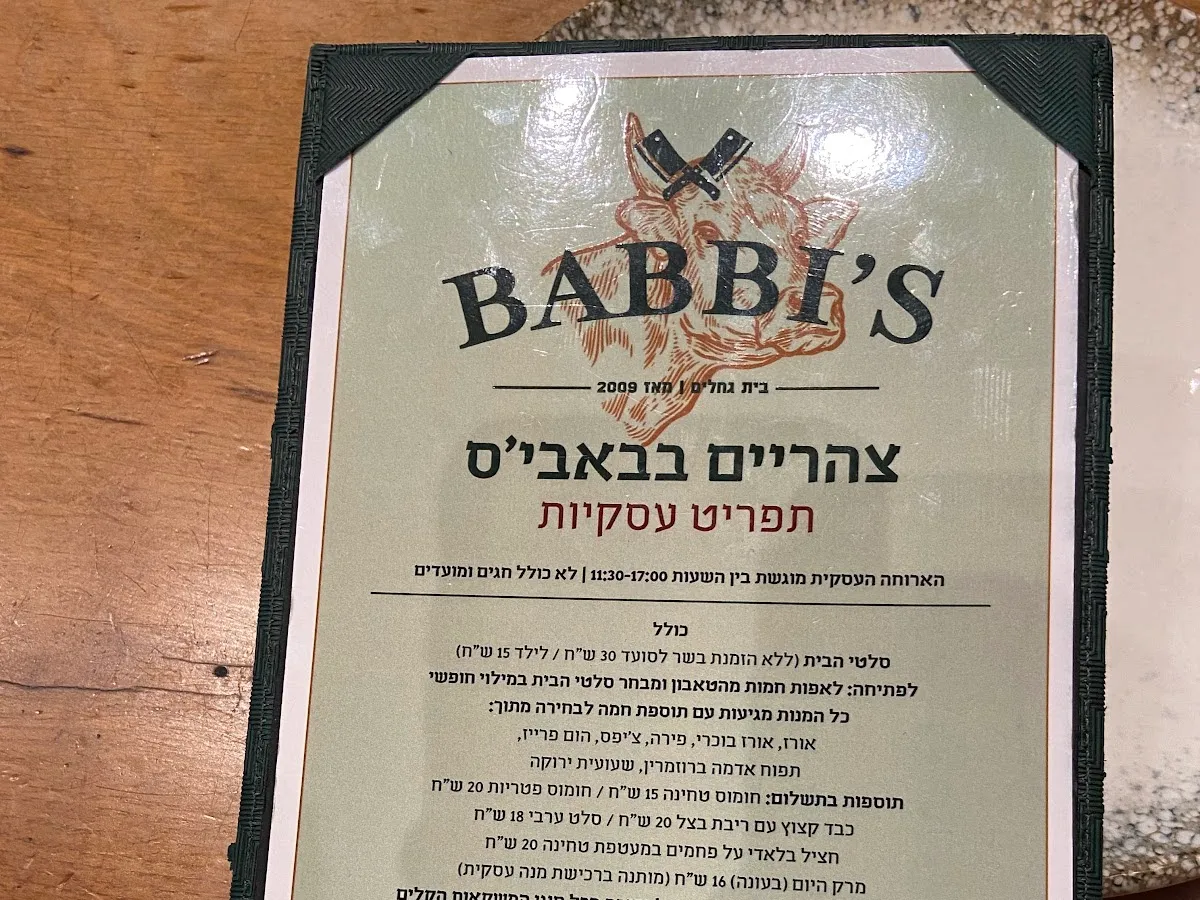 BABBI'S
בית גחלים | מאז 2009
צהריים בבאבי'ס
תפריט עסקיות
הארוחה העסקית מוגשת בין השעות 11:30-17:00 | לא כולל חגים ומועדים
כולל
סלטי הבית (ללא הזמנת בשר לסועד 30 ש"ח / לילד 15 ש"ח)
לפתיחה: לאפות חמות מהטאבון ומבחר סלטי הבית במילוי חופשי
כל המנות מגיעות עם תוספת חמה לבחירה מתוך:
אורז, אורז בוכרי, פירה, צ'יפס, הום פרייז,
תפוח אדמה ברוזמרין, שעועית ירוקה
תוספות בתשלום: חומוס טחינה 15 ש"ח / חומוס פטריות 20 ש"ח
כבד קצוץ עם ריבת בצל 20 ש"ח / סלט ערבי 18 ש"ח
חציל בלאדי על פחמים במעטפת טחינה 20 ש"ח
מרק היום (בעונה) 16 ש"ח (מותנה ברכישת מנה עסקית)
המשקאות הקלים